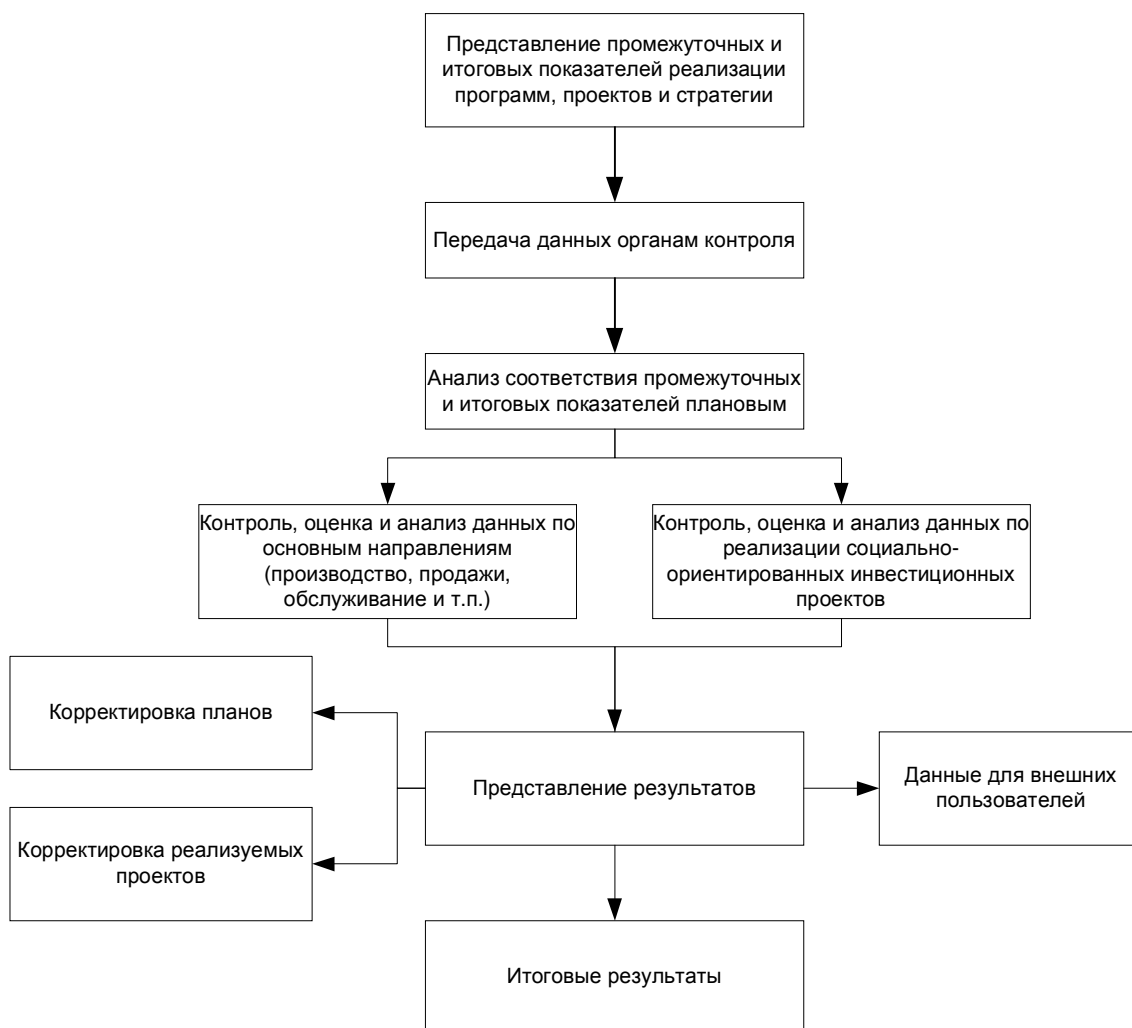 Представление промежуточных и
итоговых показателей реализации
программ, проектов и стратегии
Передача данных органам контроля
Анализ соответствия промежуточных
и итоговых показателей плановым
Контроль, оценка и анализ данных по
основным направлениям
(производство, продажи,
обслуживание и т.п.)
Контроль, оценка и анализ данных по
реализации социально-
ориентированных инвестиционных
проектов
Корректировка планов
Корректировка реализуемых
проектов
Представление результатов
Данные для внешних
пользователей
Итоговые результаты